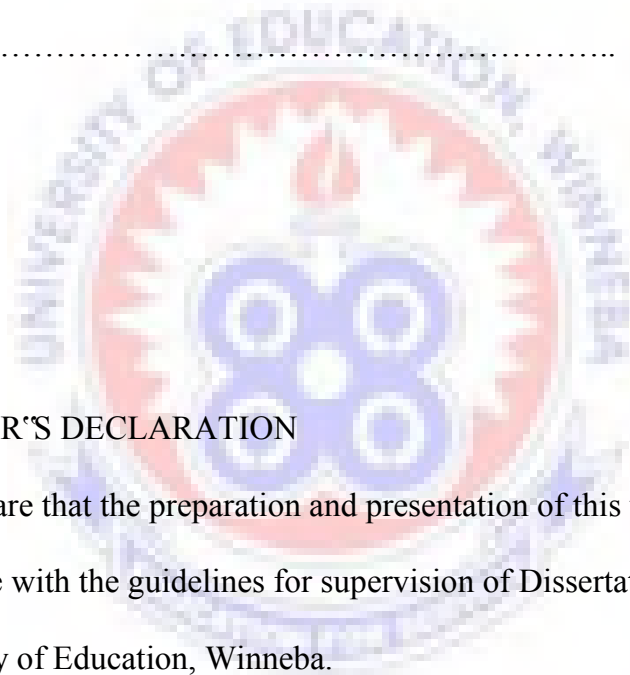 ……………………………………………………..
UNIVERSITY OF EDUCATION, WINNEBA
R‟S DECLARATION
are that the preparation and presentation of this
e with the guidelines for supervision of Dissertat
y of Education, Winneba.